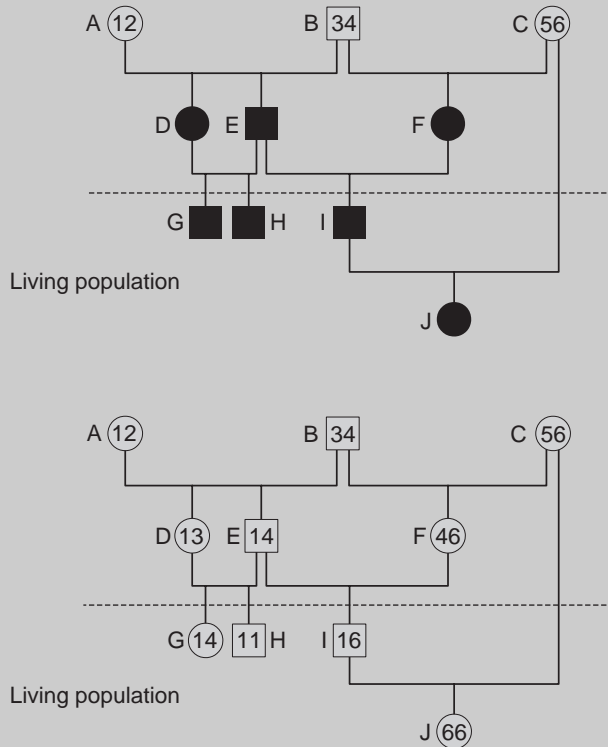 A 12 B 34 C 56
D E F
G H I
Living population
J
A 12 B 34 C 56
D 13 E 14 F 46
G 14 11 H I 16
Living population
J 66